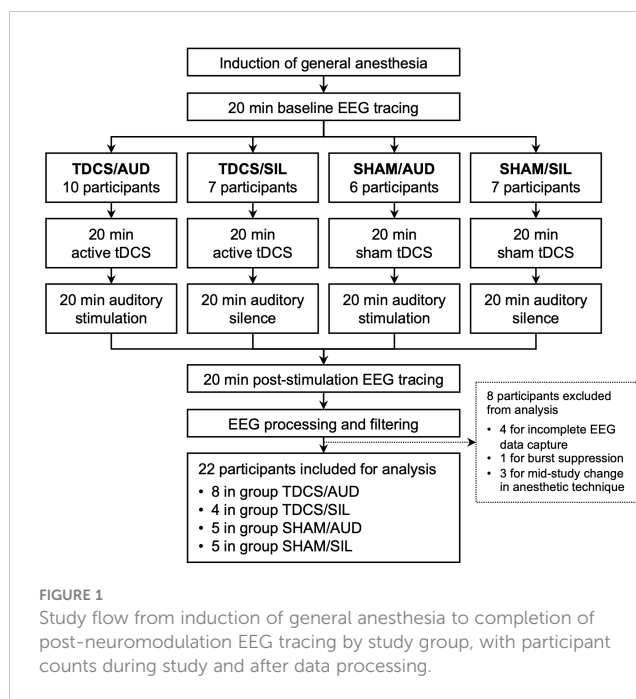 Induction of general anesthesia
20 min baseline EEG tracing
TDCS/AUD
10 participants
TDCS/SIL
7 participants
SHAM/AUD
6 participants
SHAM/SIL
7 participants
20 min
active tDCS
20 min
active tDCS
20 min
sham tDCS
20 min
sham tDCS
20 min auditory
stimulation
20 min auditory
silence
20 min auditory
stimulation
20 min auditory
silence
20 min post-stimulation EEG tracing
EEG processing and filtering
8 participants excluded
from analysis
• 4 for incomplete EEG
data capture
• 1 for burst suppression
• 3 for mid-study change
in anesthetic technique
22 participants included for analysis
• 8 in group TDCS/AUD
• 4 in group TDCS/SIL
• 5 in group SHAM/AUD
• 5 in group SHAM/SIL
FIGURE 1
Study flow from induction of general anesthesia to completion of
post-neuromodulation EEG tracing by study group, with participant
counts during study and after data processing.